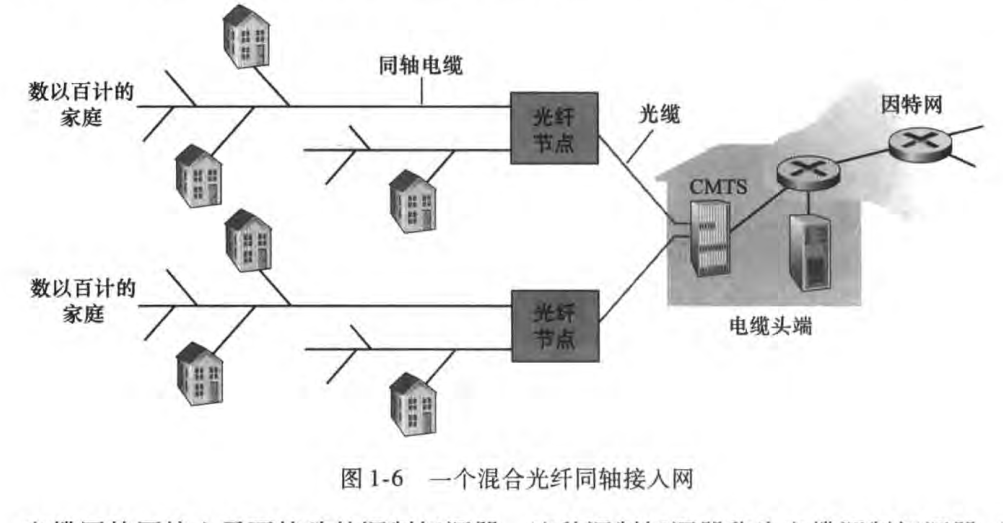 同轴电缆
数以百计的
家庭
光纤
节点
光缆
因特网
CMTS
数以百计的
家庭
光纤
节点
电缆头端
图 1-6 一个混合光纤同轴接入网